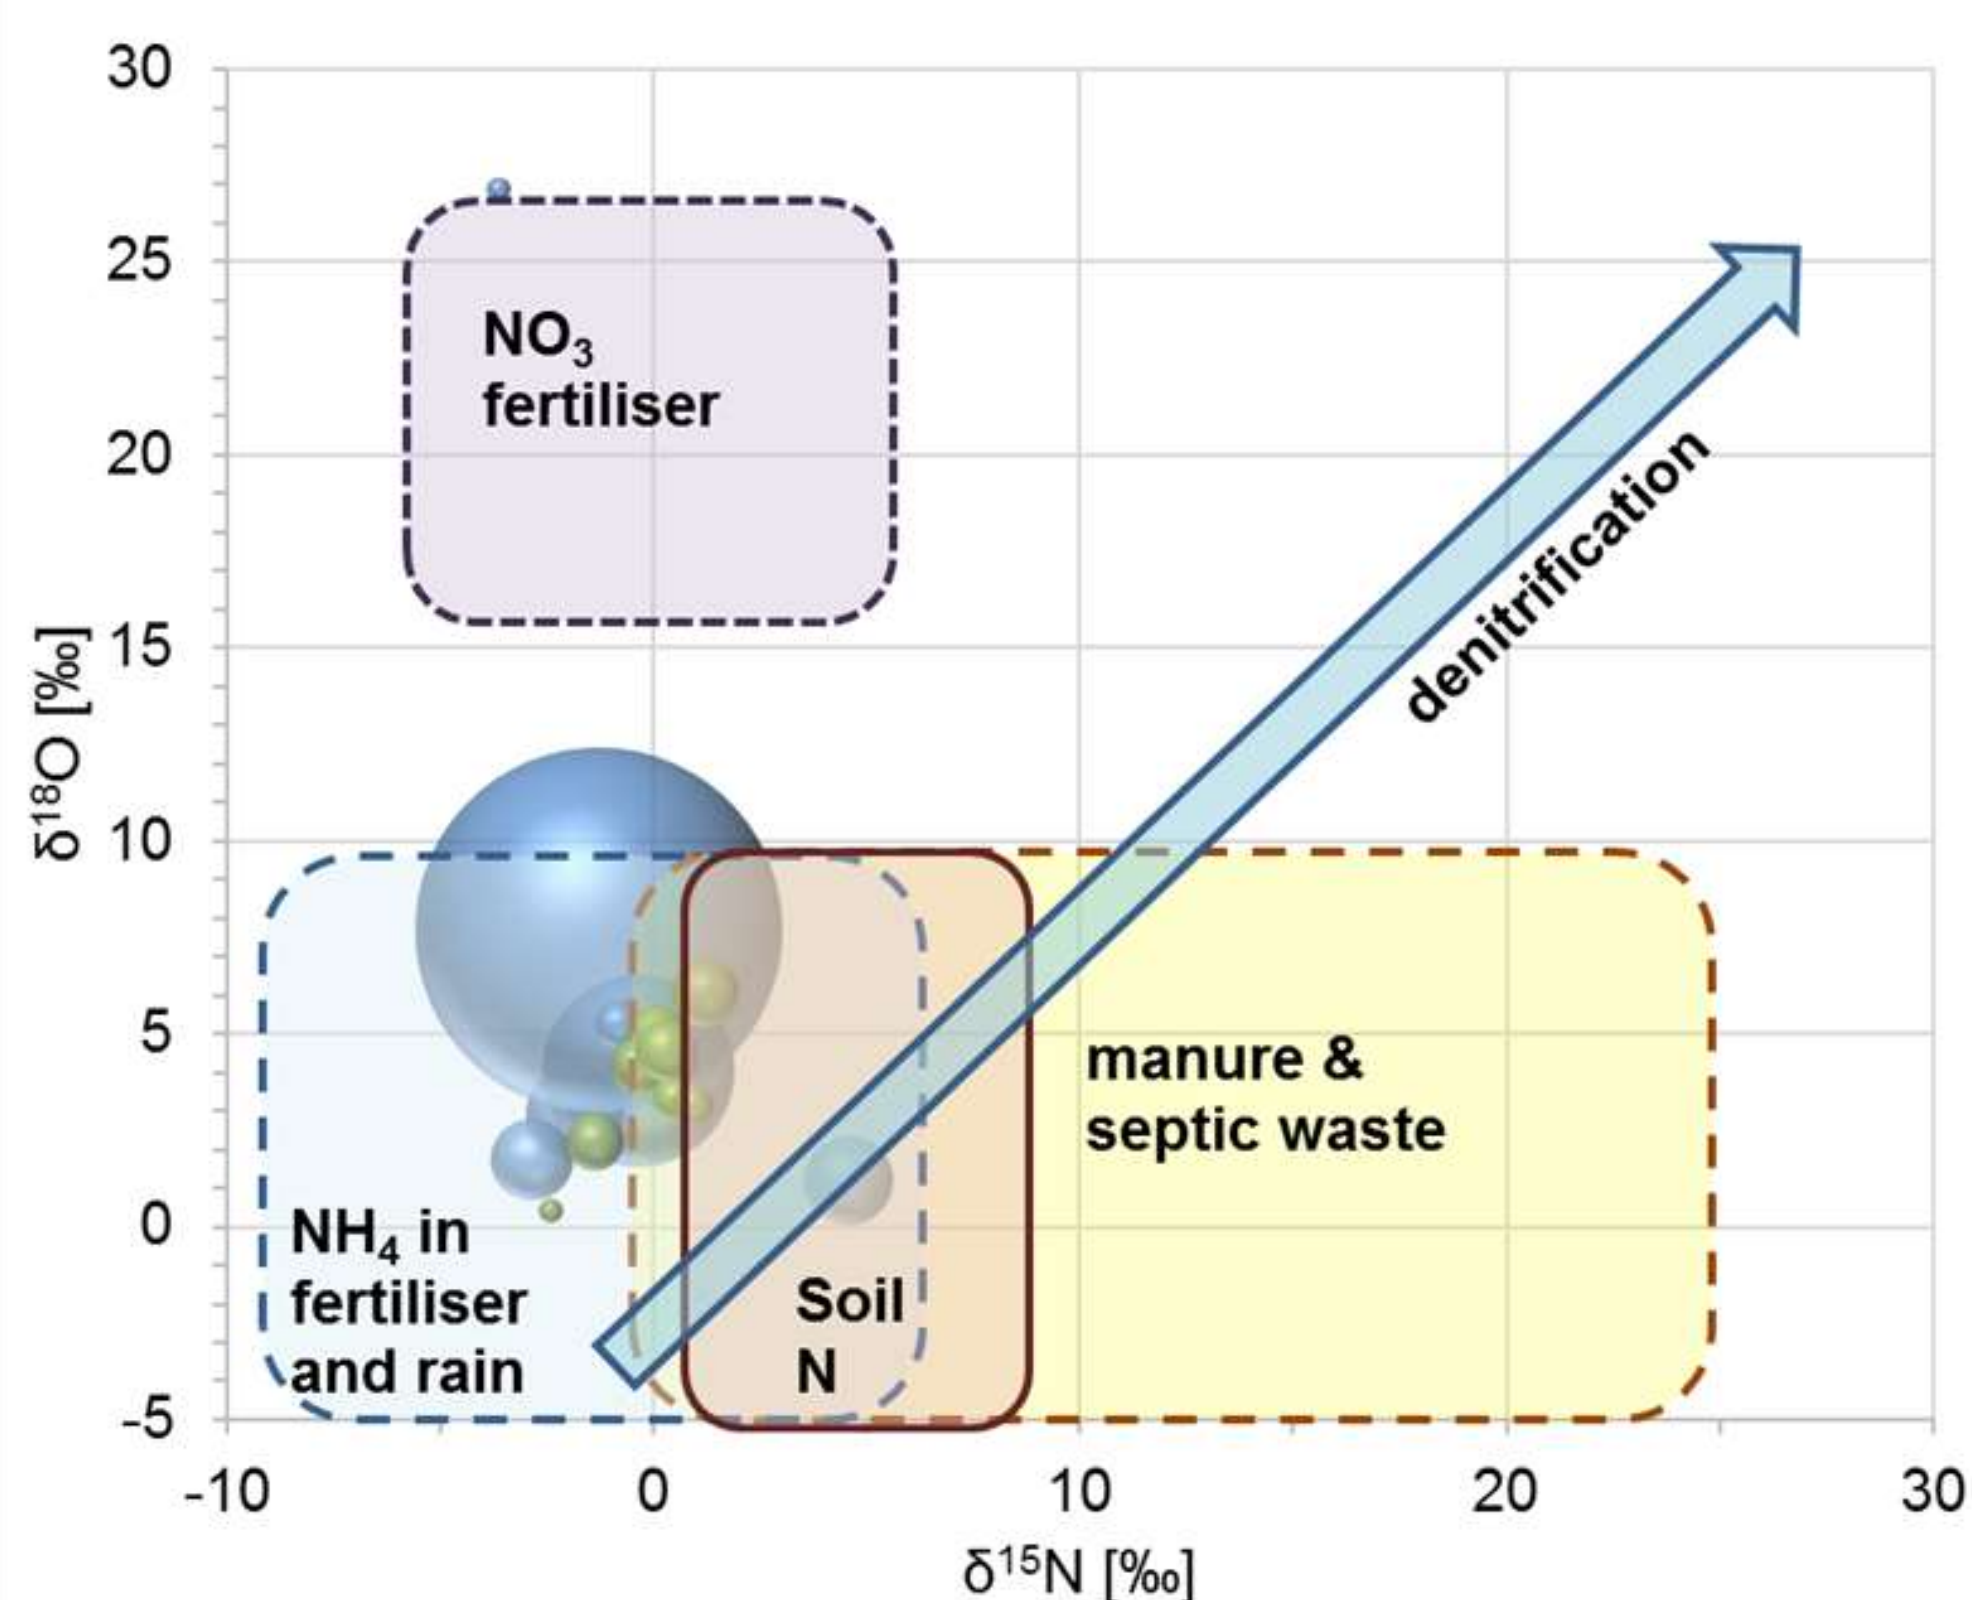 30
25
20
15
10
5
0
-5
δ¹⁸O [‰]
NO₃
fertiliser
denitrification
manure &
septic waste
NH₄ in
fertiliser
and rain
Soil
N
-10
0
10
20
30
δ¹⁵N [‰]